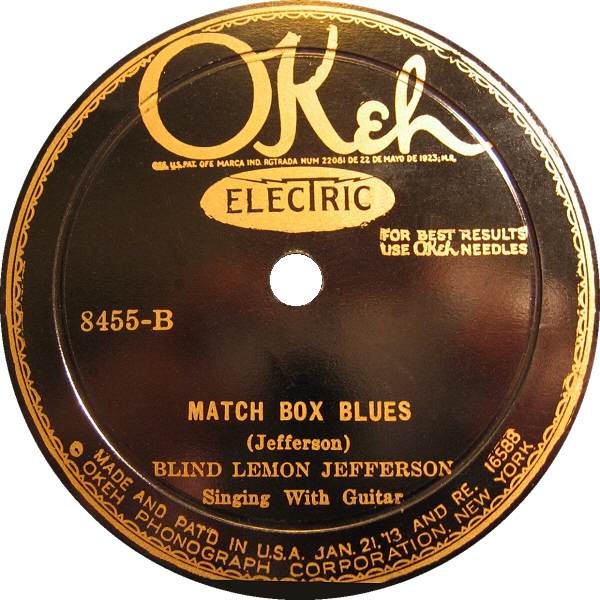 OKeh
REG. U.S. PAT. OFF. MARCA IND. RGTRADA NUM 22081 DE 22 DE MAYO DE 1923; M.R.
ELECTRIC
FOR BEST RESULTS
USE OKeh NEEDLES
8455-B
MATCH BOX BLUES
(Jefferson)
BLIND LEMON JEFFERSON
Singing With Guitar
MADE AND PAT'D IN U.S.A. JAN. 21, '13 AND RE. 16588
OKEH PHONOGRAPH CORPORATION, NEW YORK